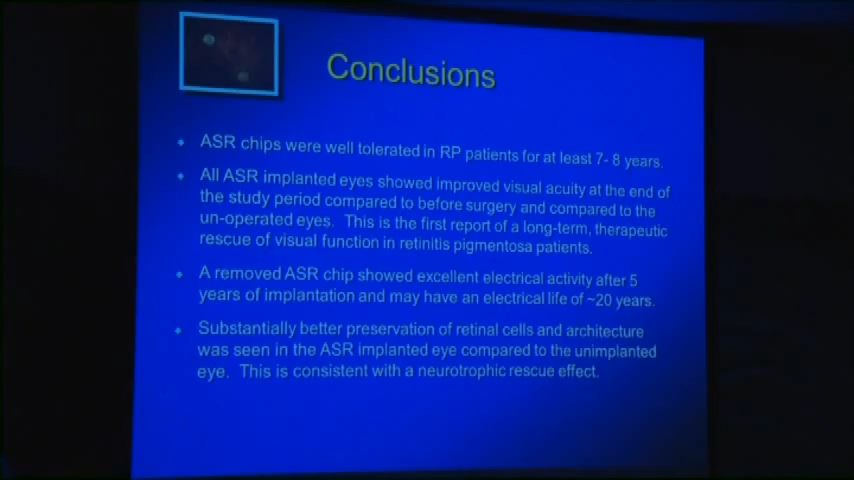 Conclusions
ASR chips were well tolerated in RP patients for at least 7- 8 years.
All ASR implanted eyes showed improved visual acuity at the end of
the study period compared to before surgery and compared to the
un-operated eyes. This is the first report of a long-term, therapeutic
rescue of visual function in retinitis pigmentosa patients.
A removed ASR chip showed excellent electrical activity after 5
years of implantation and may have an electrical life of ~20 years.
Substantially better preservation of retinal cells and architecture
was seen in the ASR implanted eye compared to the unimplanted
eye. This is consistent with a neurotrophic rescue effect.